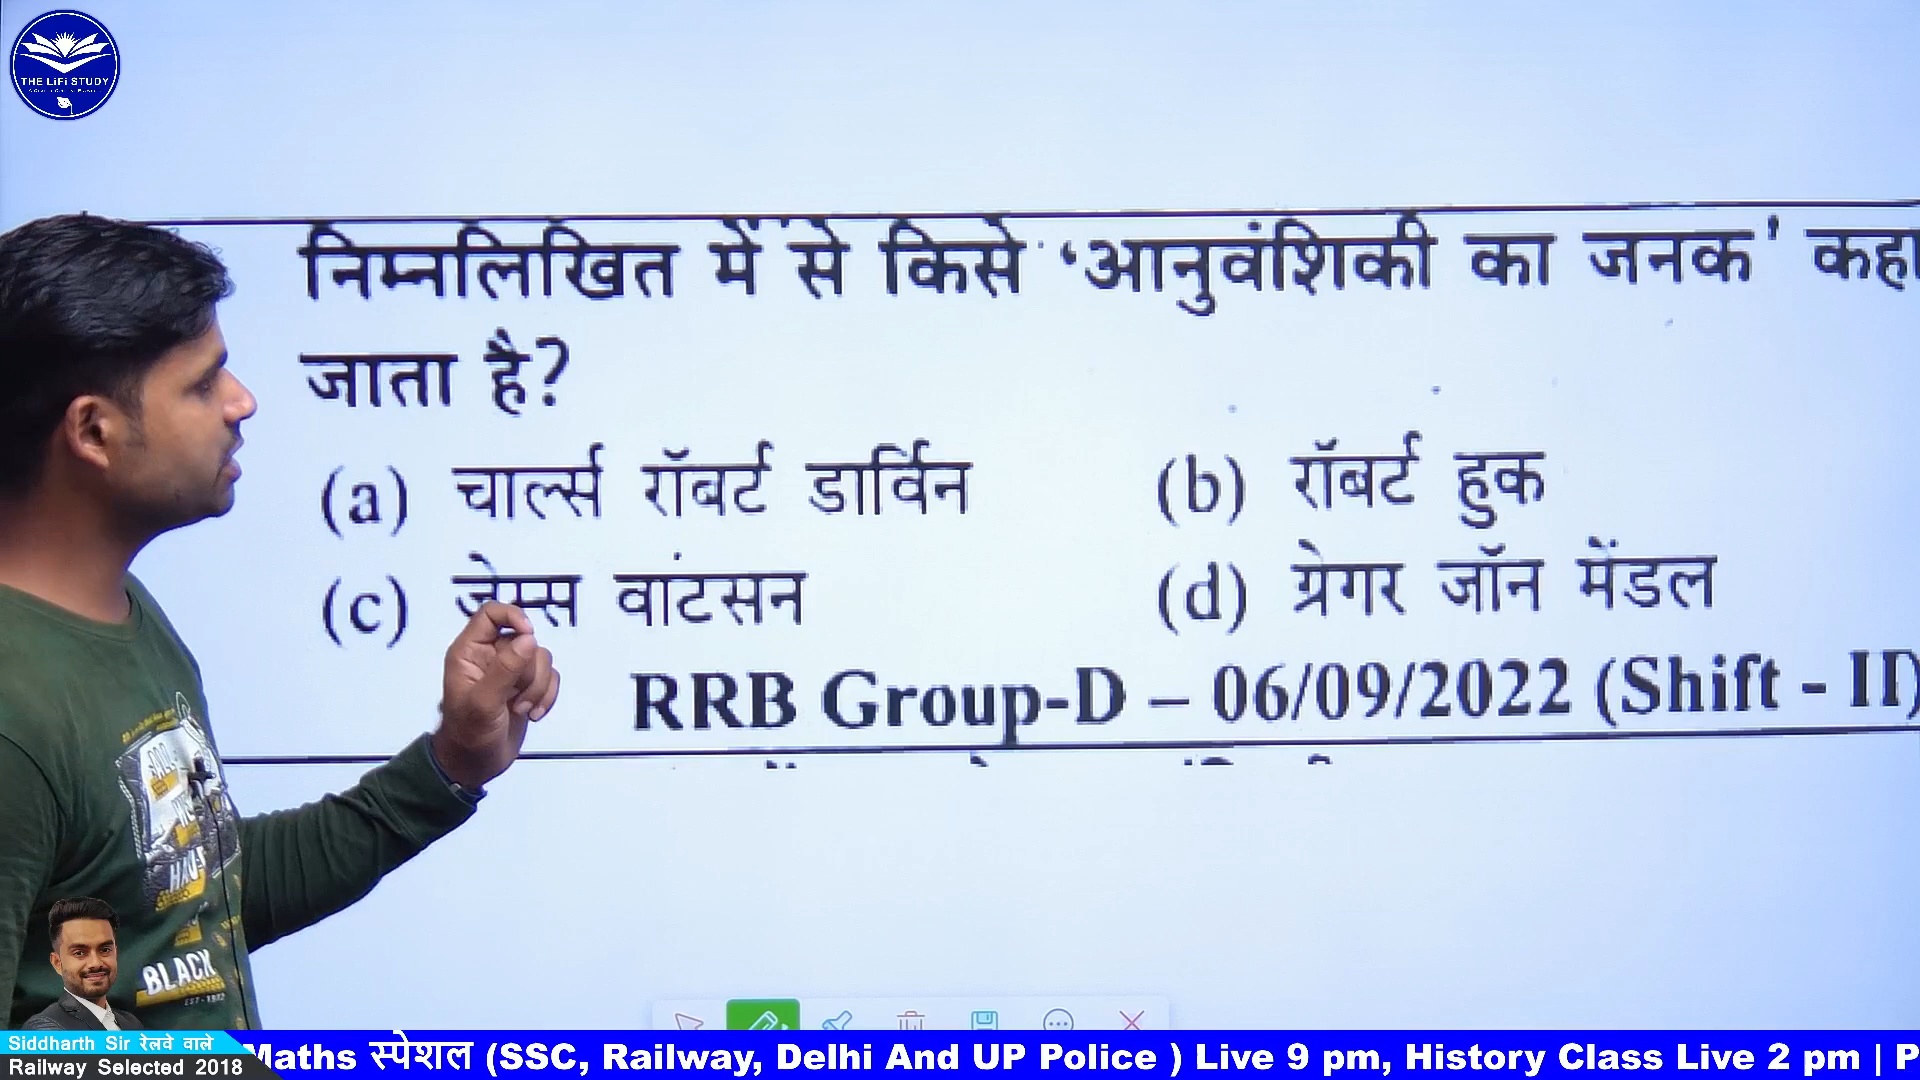 THE LiFi STUDY
निम्नलिखित में से किसे 'आनुवंशिकी का जनक' कहा
जाता है?
(a) चार्ल्स रॉबर्ट डार्विन (b) रॉबर्ट हुक
(c) जेम्स वांटसन (d) ग्रेगर जॉन मेंडल
RRB Group-D – 06/09/2022 (Shift - II)
HAUS
BLACK
Siddharth Sir रेलवे वाले
Railway Selected 2018
Maths स्पेशल (SSC, Railway, Delhi And UP Police ) Live 9 pm, History Class Live 2 pm | P